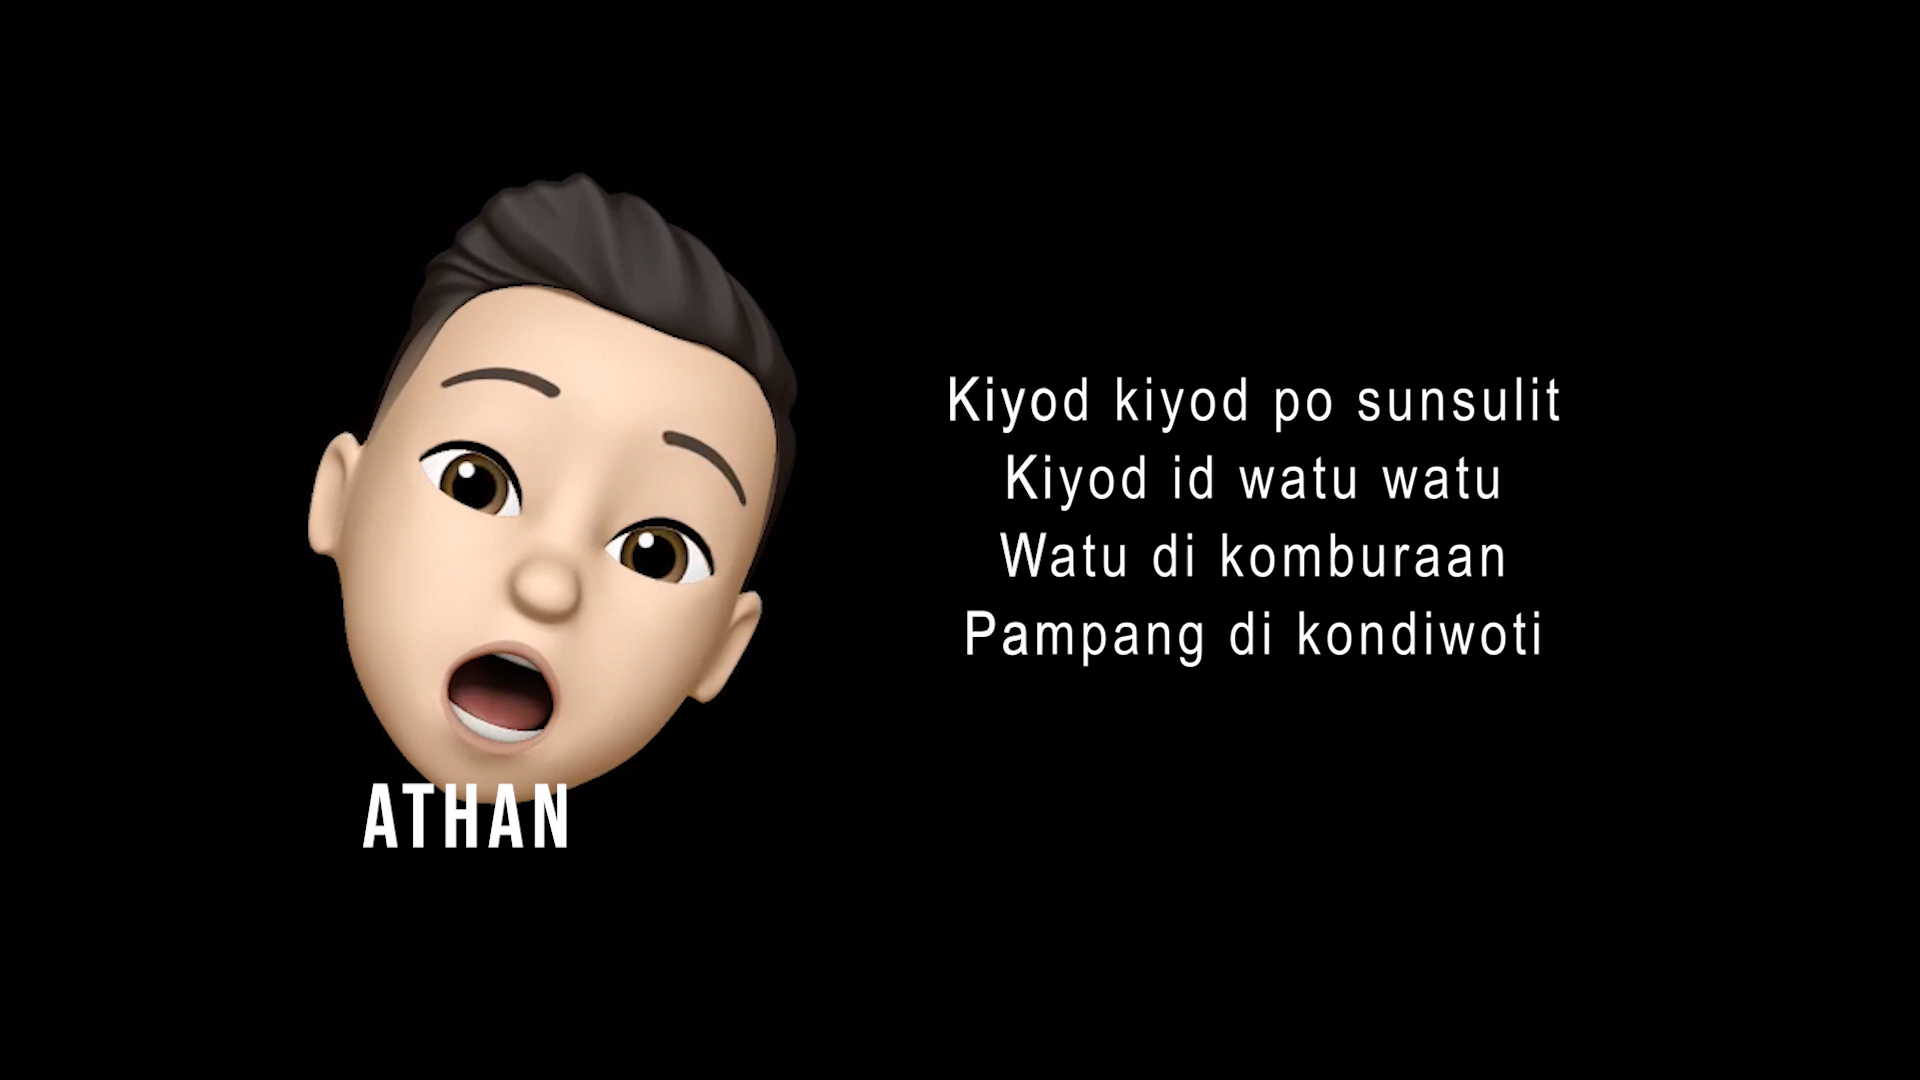 Kiyod kiyod po sunsulit
Kiyod id watu watu
Watu di komburaan
Pampang di kondiwoti
ATHAN